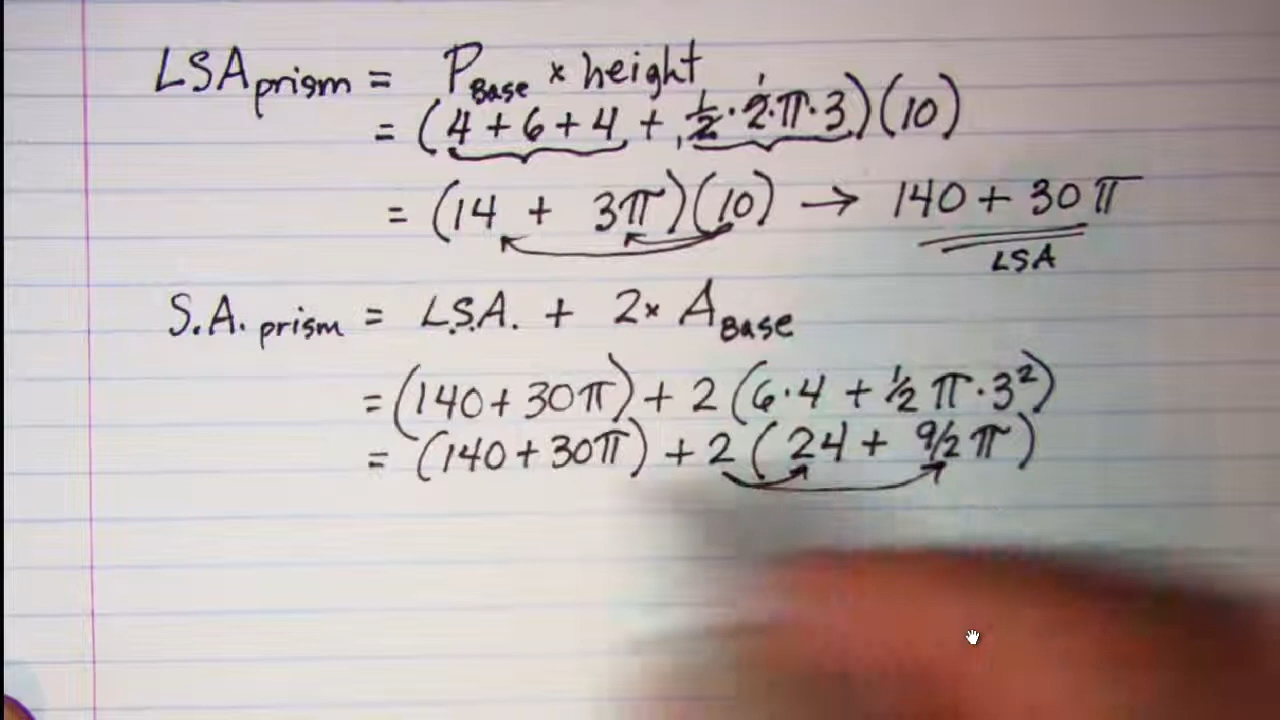 LSA prism = P Base × height
= (4 + 6 + 4 + 1/2 · 2 · π · 3)(10)
= (14 + 3π)(10) → 140 + 30π
LSA
S.A. prism = L.S.A. + 2 × A Base
= (140 + 30π) + 2 (6 · 4 + 1/2 π · 3²)
= (140 + 30π) + 2 (24 + 9/2 π)